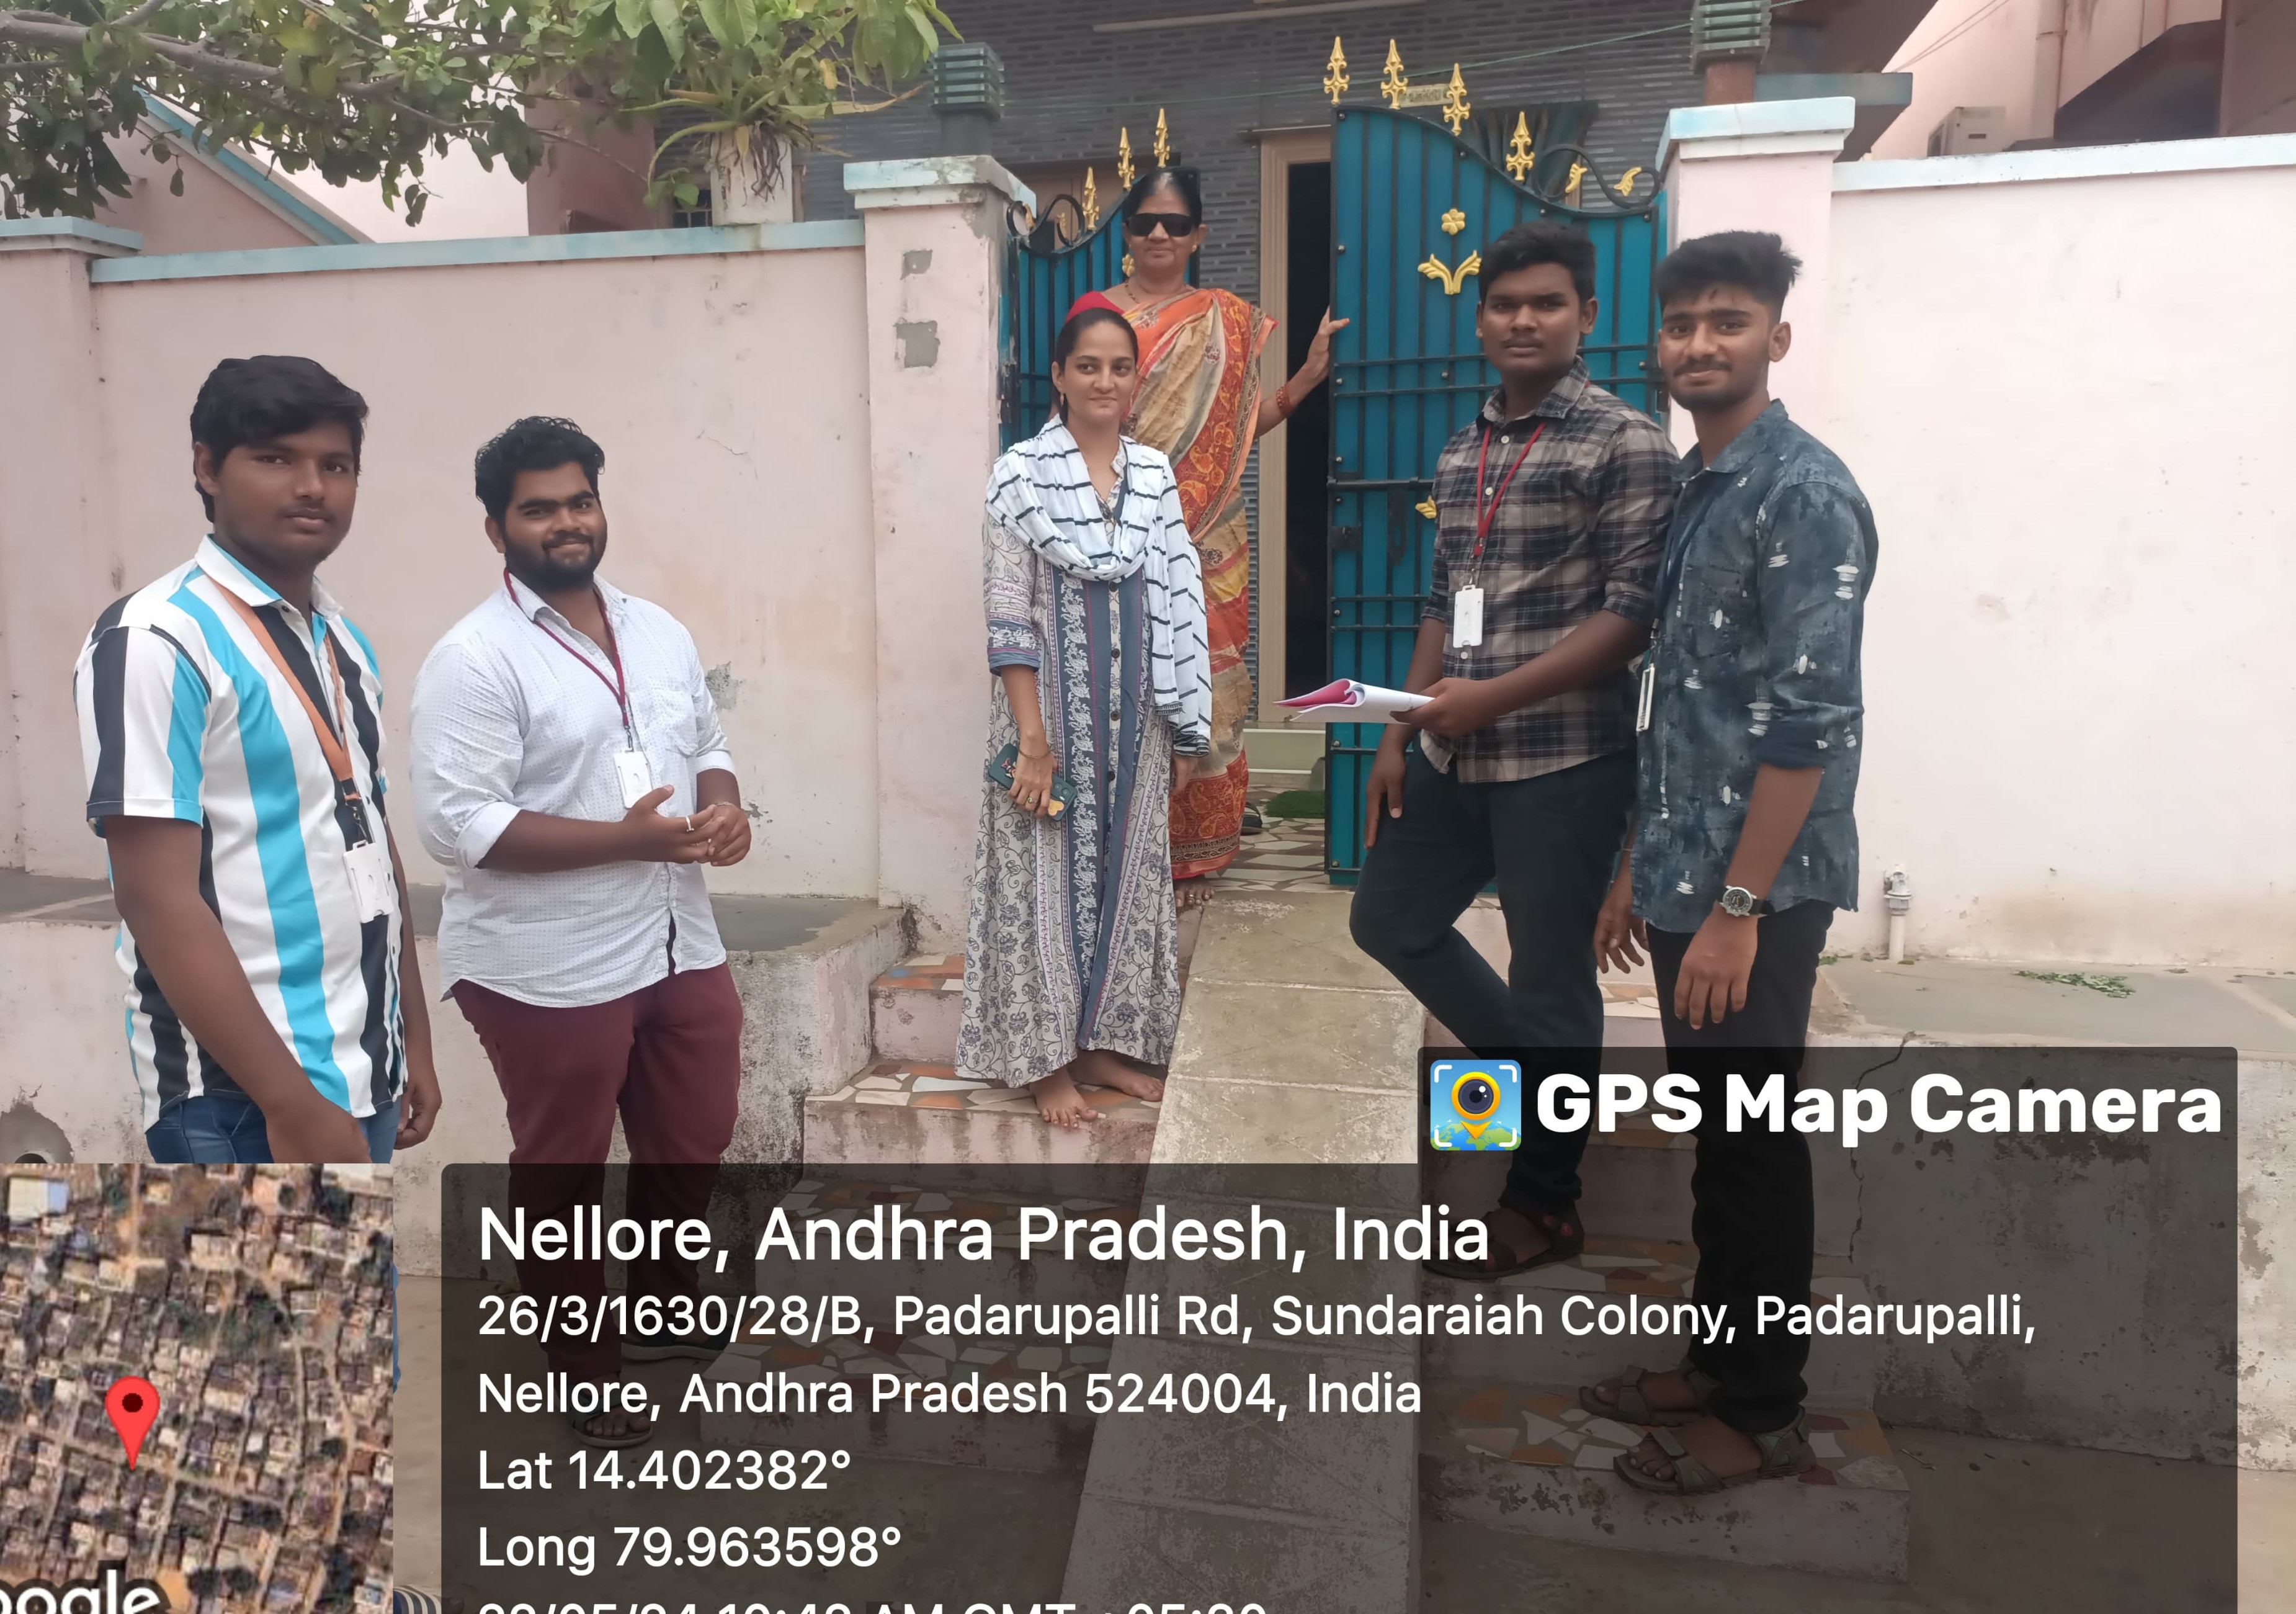 GPS Map Camera
Nellore, Andhra Pradesh, India
26/3/1630/28/B, Padarupalli Rd, Sundaraiah Colony, Padarupalli,
Nellore, Andhra Pradesh 524004, India
Lat 14.402382°
Long 79.963598°